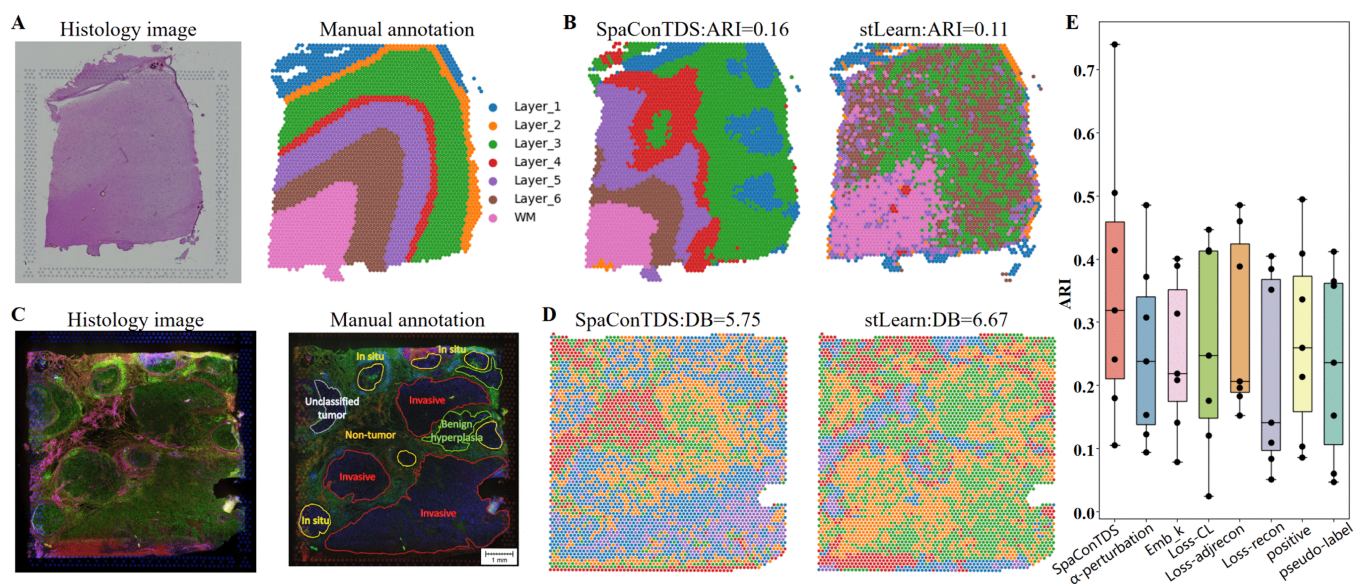 A
Histology image
Manual annotation
Layer_1
Layer_2
Layer_3
Layer_4
Layer_5
Layer_6
WM
B
SpaConTDS:ARI=0.16
stLearn:ARI=0.11
C
Histology image
Manual annotation
In situ
In situ
Unclassified
tumor
Invasive
Benign
hyperplasia
Non-tumor
Invasive
Invasive
In situ
1 mm
D
SpaConTDS:DB=5.75
stLearn:DB=6.67
E
ARI
0.7
0.6
0.5
0.4
0.3
0.2
0.1
0.0
SpaConTDS
α-perturbation
Emb_k
Loss-CL
Loss-adjrecon
Loss-recon
positive
pseudo-label